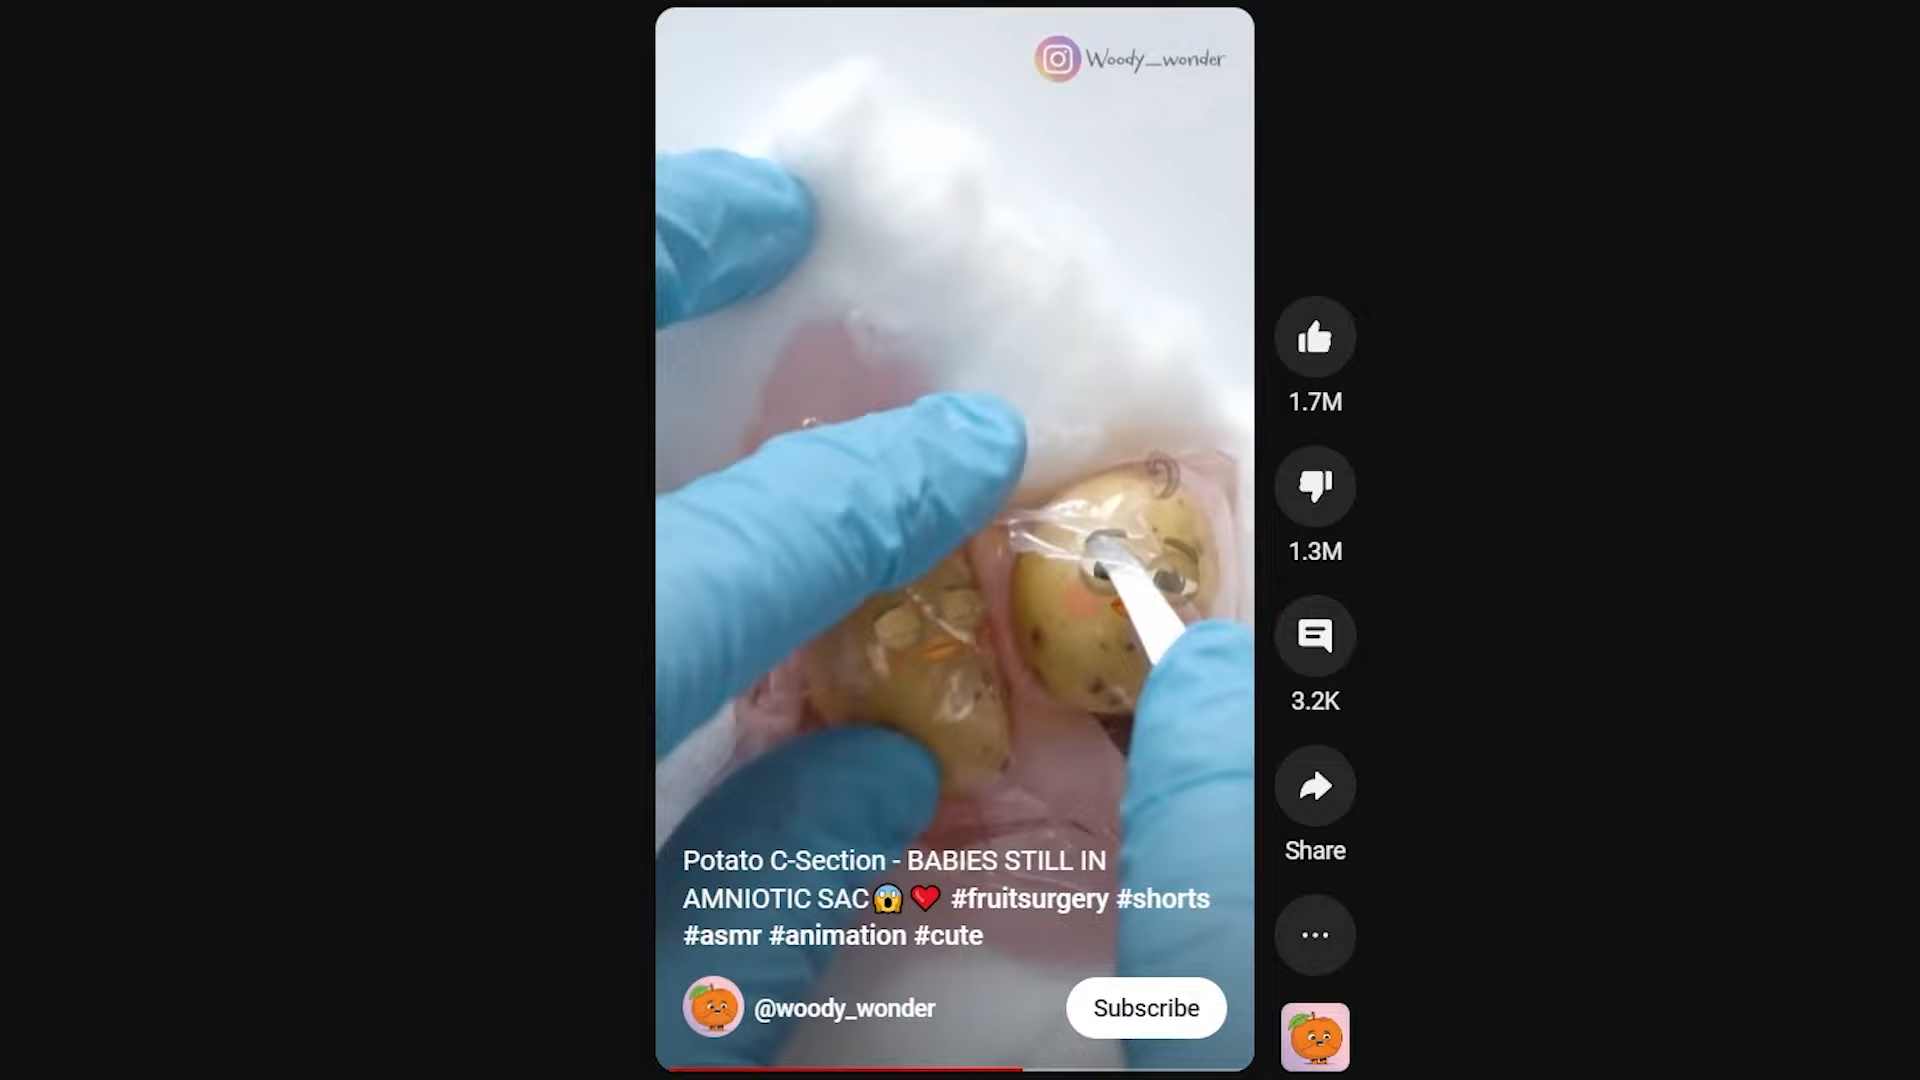 Woody_wonder
1.7M
1.3M
3.2K
Share
Potato C-Section - BABIES STILL IN
AMNIOTIC SAC😱❤️ #fruitsurgery #shorts
#asmr #animation #cute
@woody_wonder
Subscribe